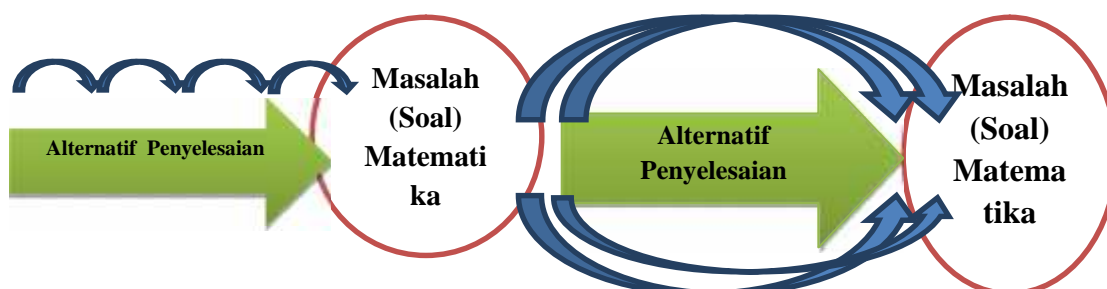 Alternatif Penyelesaian
Masalah
(Soal)
Matemati
ka
Alternatif
Penyelesaian
Masalah
(Soal)
Matema
tika